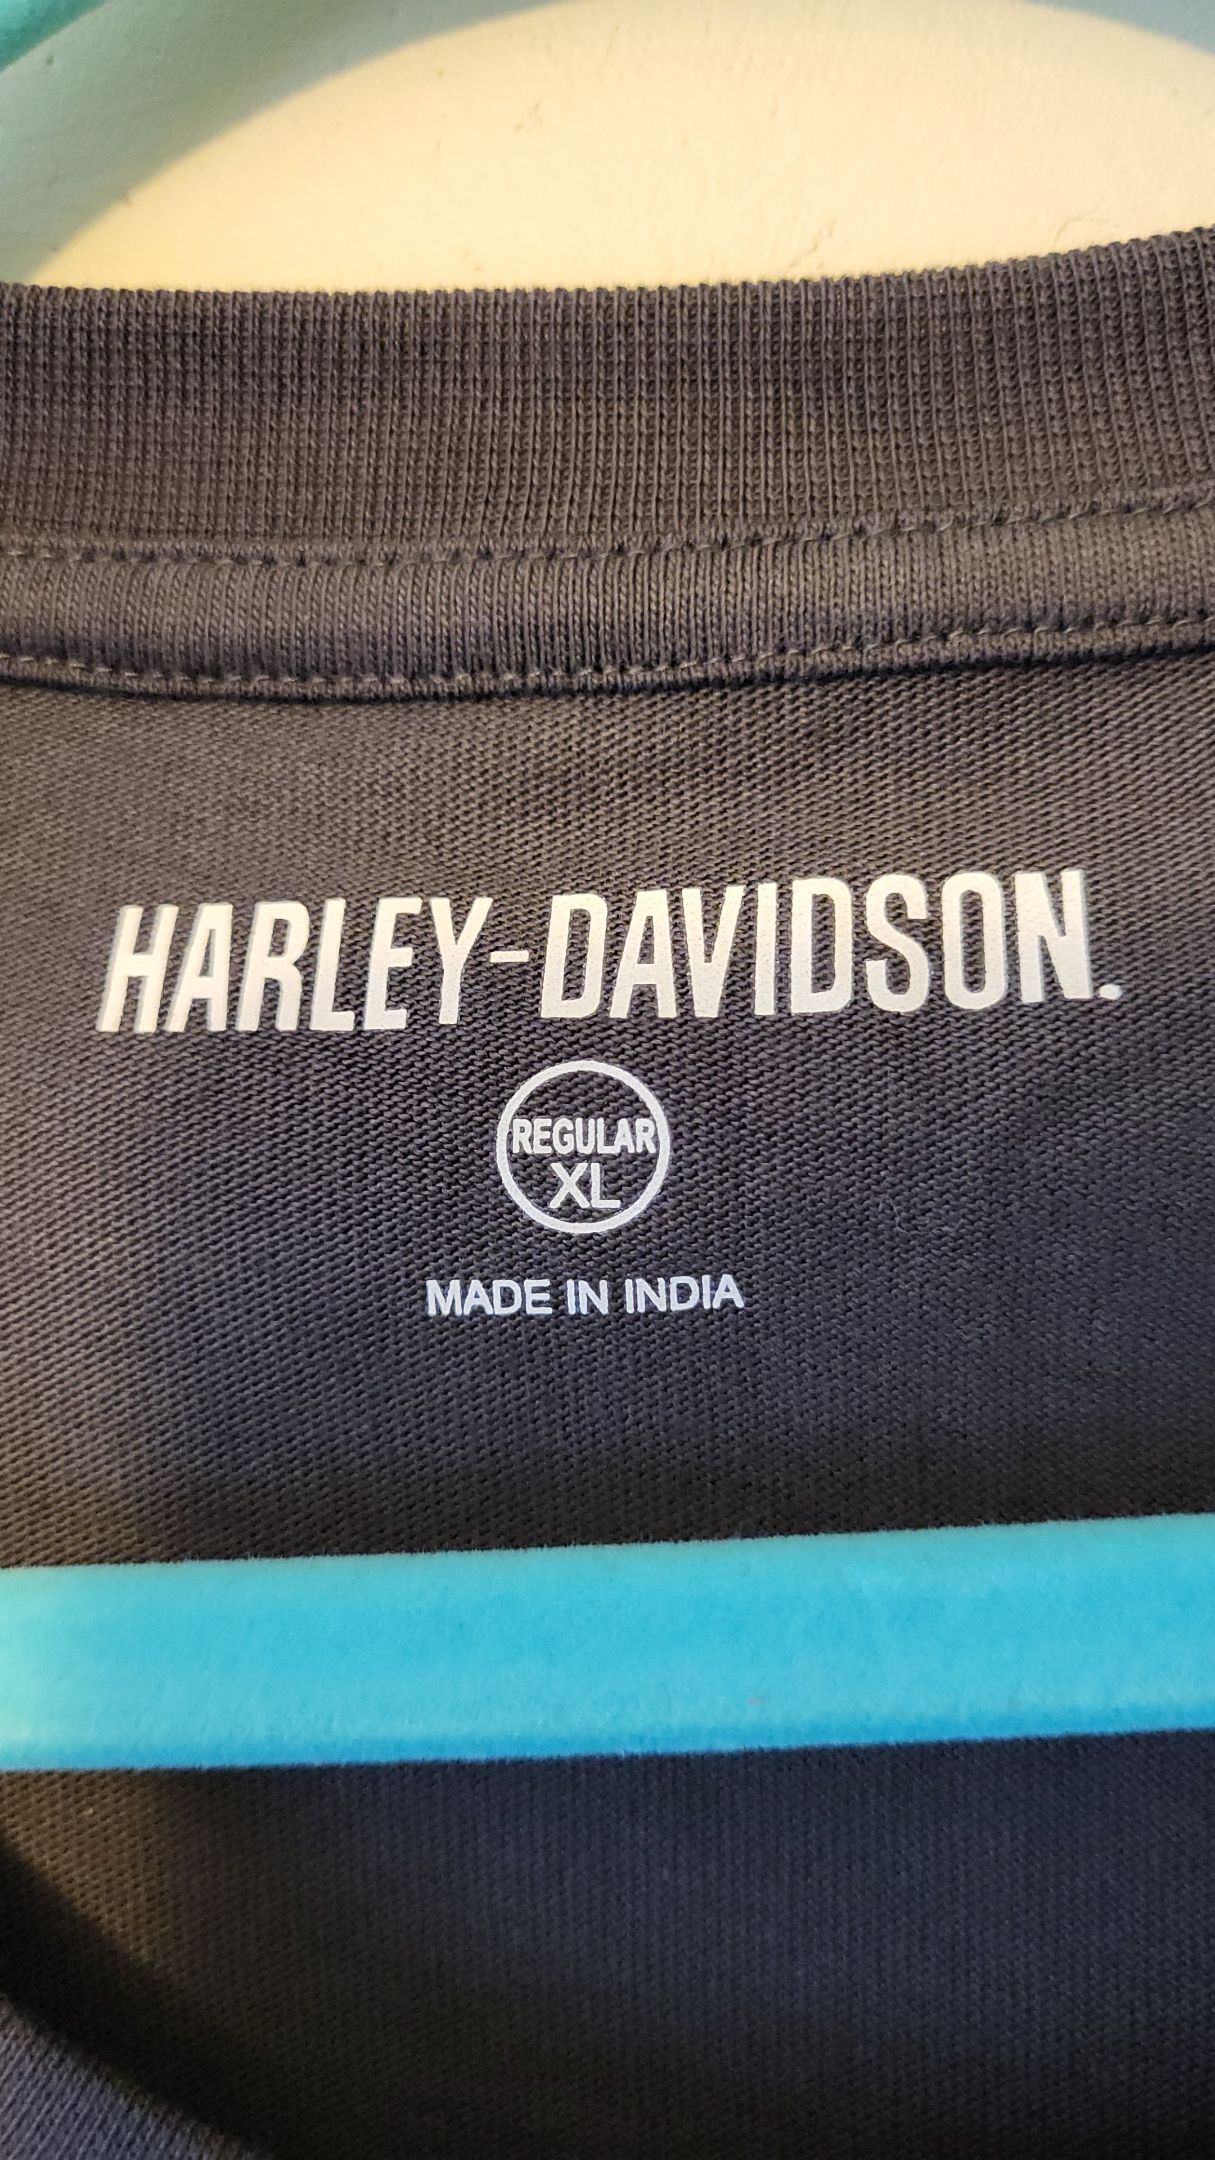 HARLEY-DAVIDSON.
REGULAR
XL
MADE IN INDIA